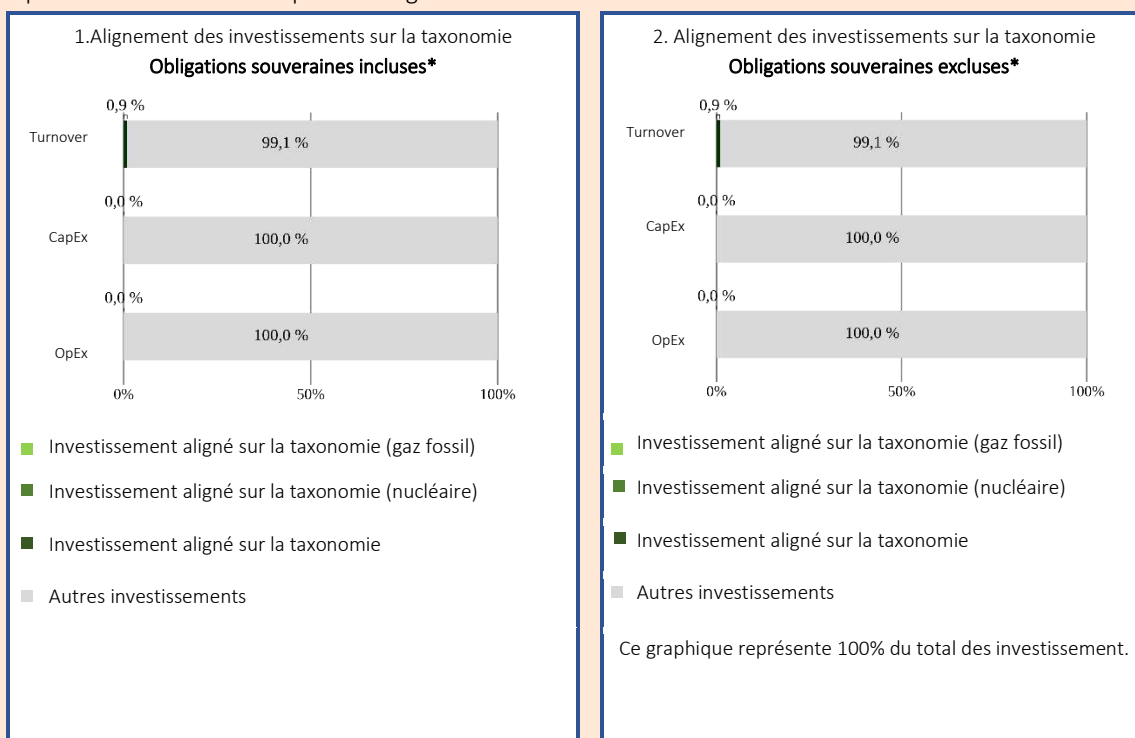 1.Alignement des investissements sur la taxonomie
Obligations souveraines incluses*
0,9 %
Turnover
99,1 %
0,0 %
CapEx
100,0 %
0,0 %
OpEx
100,0 %
0%
50%
100%
Investissement aligné sur la taxonomie (gaz fossil)
Investissement aligné sur la taxonomie (nucléaire)
Investissement aligné sur la taxonomie
Autres investissements
2. Alignement des investissements sur la taxonomie
Obligations souveraines excluses*
0,9 %
Turnover
99,1 %
0,0 %
CapEx
100,0 %
0,0 %
OpEx
100,0 %
0%
50%
100%
Investissement aligné sur la taxonomie (gaz fossil)
Investissement aligné sur la taxonomie (nucléaire)
Investissement aligné sur la taxonomie
Autres investissements
Ce graphique représente 100% du total des investissement.